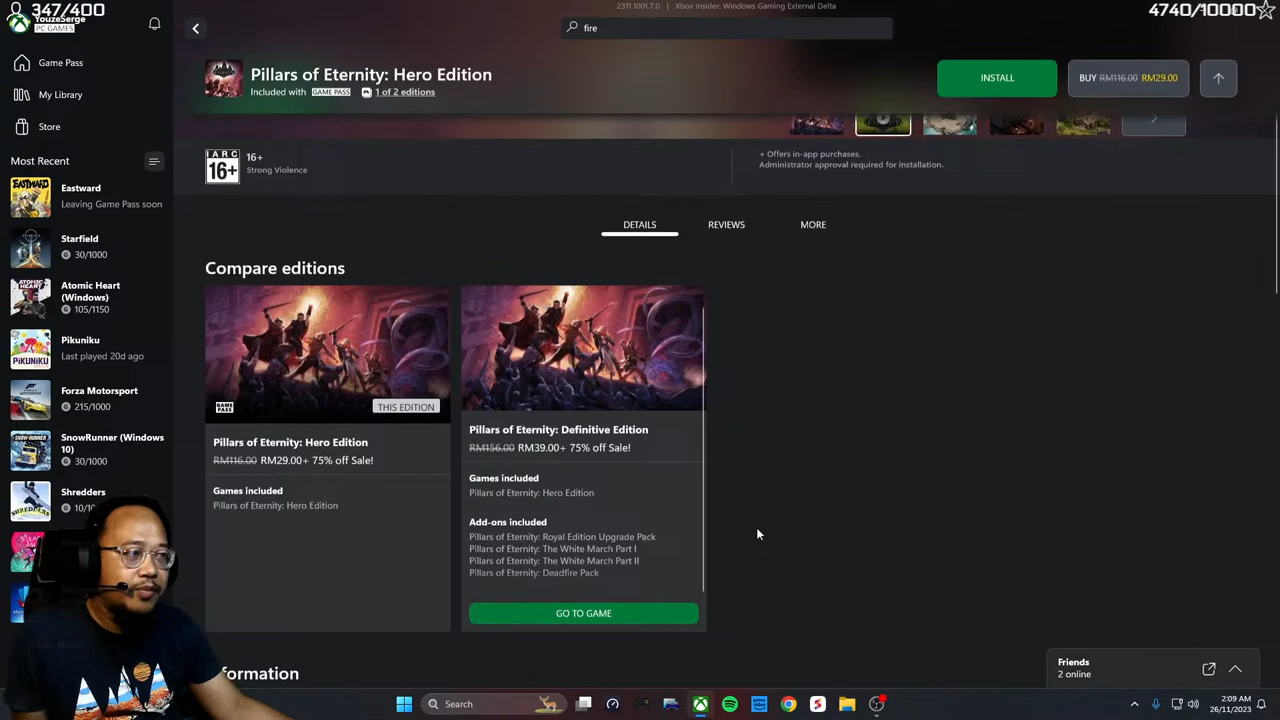 347/400
YouzeSerge
PC GAMES
2311.1001.7.0 | Xbox Insider: Windows Gaming External Delta
4740/10000
fire
Pillars of Eternity: Hero Edition
Included with GAME PASS 1 of 2 editions
INSTALL
BUY RM116.00 RM29.00
Game Pass
My Library
Store
Most Recent
EASTWARD
Eastward
Leaving Game Pass soon
Starfield
30/1000
Atomic Heart
(Windows)
105/1150
PIKUNIKU
Pikuniku
Last played 20d ago
Forza Motorsport
215/1000
SnowRunner (Windows
10)
30/1000
Shredders
IARC
16+
16+
Strong Violence
+ Offers in-app purchases.
Administrator approval required for installation.
DETAILS
REVIEWS
MORE
Compare editions
GAME
PASS
THIS EDITION
Pillars of Eternity: Hero Edition
RM116.00 RM29.00+ 75% off Sale!
Games included
Pillars of Eternity: Hero Edition
Pillars of Eternity: Definitive Edition
RM156.00 RM39.00+ 75% off Sale!
Games included
Pillars of Eternity: Hero Edition
Add-ons included
Pillars of Eternity: Royal Edition Upgrade Pack
Pillars of Eternity: The White March Part I
Pillars of Eternity: The White March Part II
Pillars of Eternity: Deadfire Pack
GO TO GAME
Friends
2 online
Search
2:09 AM
26/11/2023